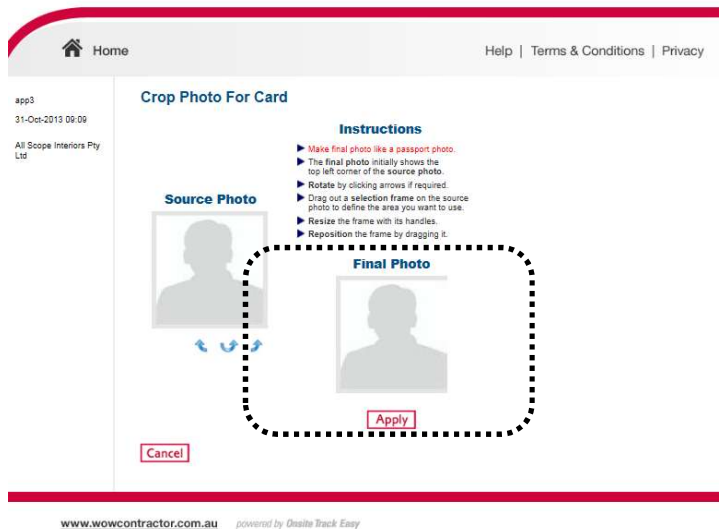 Home
Help | Terms & Conditions | Privacy
app3
31-Oct-2013 09:09
All Scope Interiors Pty
Ltd
Crop Photo For Card
Instructions
Make final photo like a passport photo.
The final photo initially shows the
top left corner of the source photo.
Rotate by clicking arrows if required.
Drag out a selection frame on the source
photo to define the area you want to use.
Resize the frame with its handles.
Reposition the frame by dragging it.
Source Photo
Final Photo
Apply
Cancel
www.wowcontractor.com.au powered by Onsite Track Easy